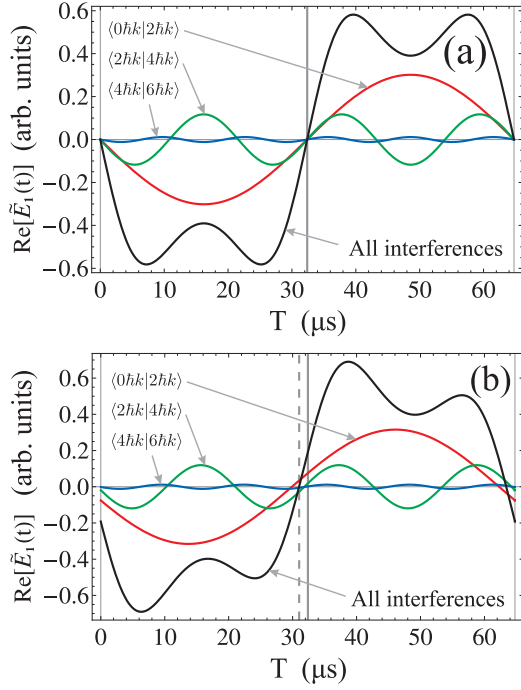 (a)
Re[Ẽ₁(t)] (arb. units)
0.6
0.4
0.2
0.0
−0.2
−0.4
−0.6
⟨0ħk|2ħk⟩
⟨2ħk|4ħk⟩
⟨4ħk|6ħk⟩
All interferences
0 10 20 30 40 50 60
T (μs)
(b)
Re[Ẽ₁(t)] (arb. units)
0.6
0.4
0.2
0.0
−0.2
−0.4
−0.6
⟨0ħk|2ħk⟩
⟨2ħk|4ħk⟩
⟨4ħk|6ħk⟩
All interferences
0 10 20 30 40 50 60
T (μs)